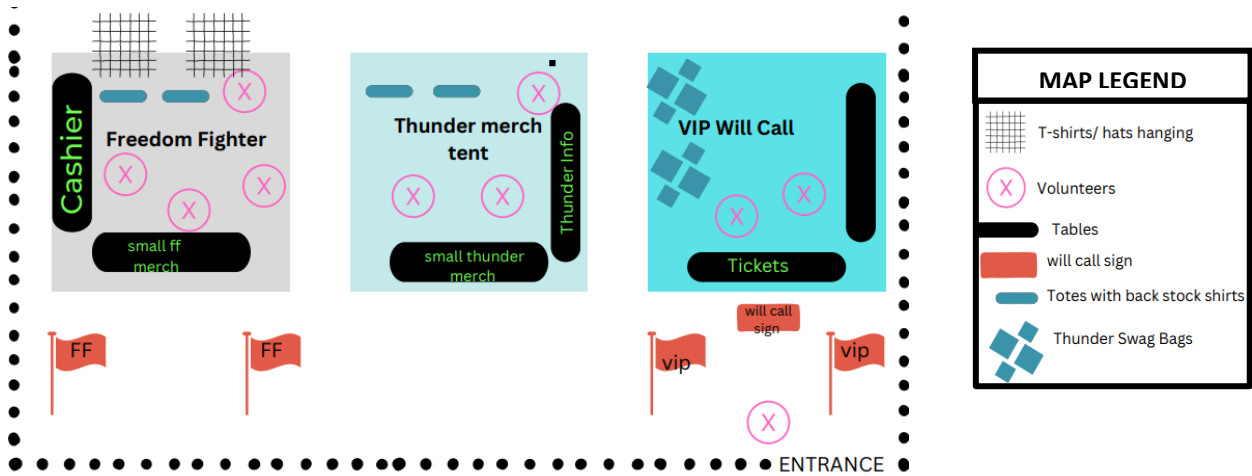 Cashier
X
Freedom Fighter
X
X
X
small ff
merch
X
Thunder merch
tent
Thunder Info
X
X
small thunder
merch
VIP Will Call
X
X
Tickets
will call
sign
FF
FF
vip
vip
X
ENTRANCE
MAP LEGEND
T-shirts/ hats hanging
X
Volunteers
Tables
will call sign
Totes with back stock shirts
Thunder Swag Bags